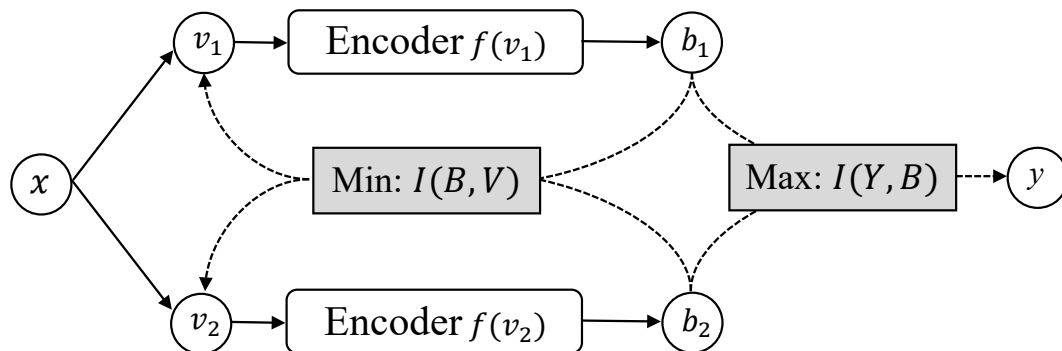 v₁
Encoder f(v₁)
b₁
x
Min: I(B,V)
Max: I(Y,B)
y
v₂
Encoder f(v₂)
b₂